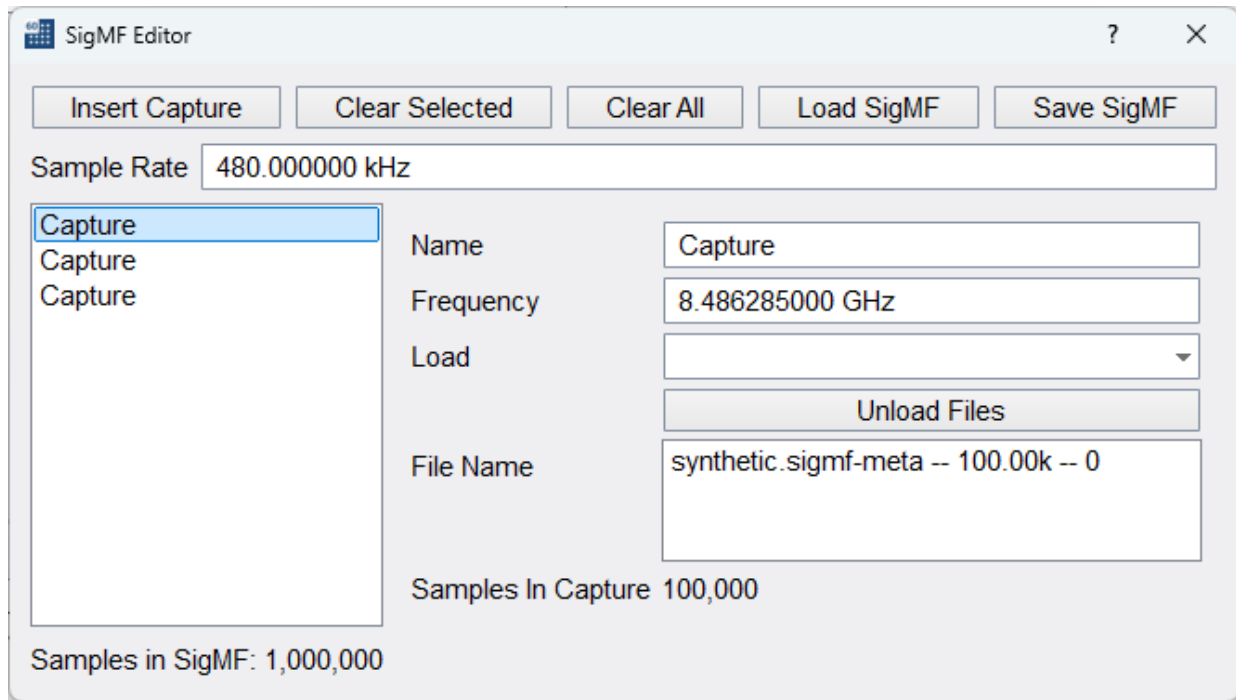 SigMF Editor ?
Insert Capture Clear Selected Clear All Load SigMF Save SigMF
Sample Rate 480.000000 kHz
Capture
Capture
Capture
Name Capture
Frequency 8.486285000 GHz
Load
Unload Files
File Name synthetic.sigmf-meta -- 100.00k -- 0
Samples In Capture 100,000
Samples in SigMF: 1,000,000